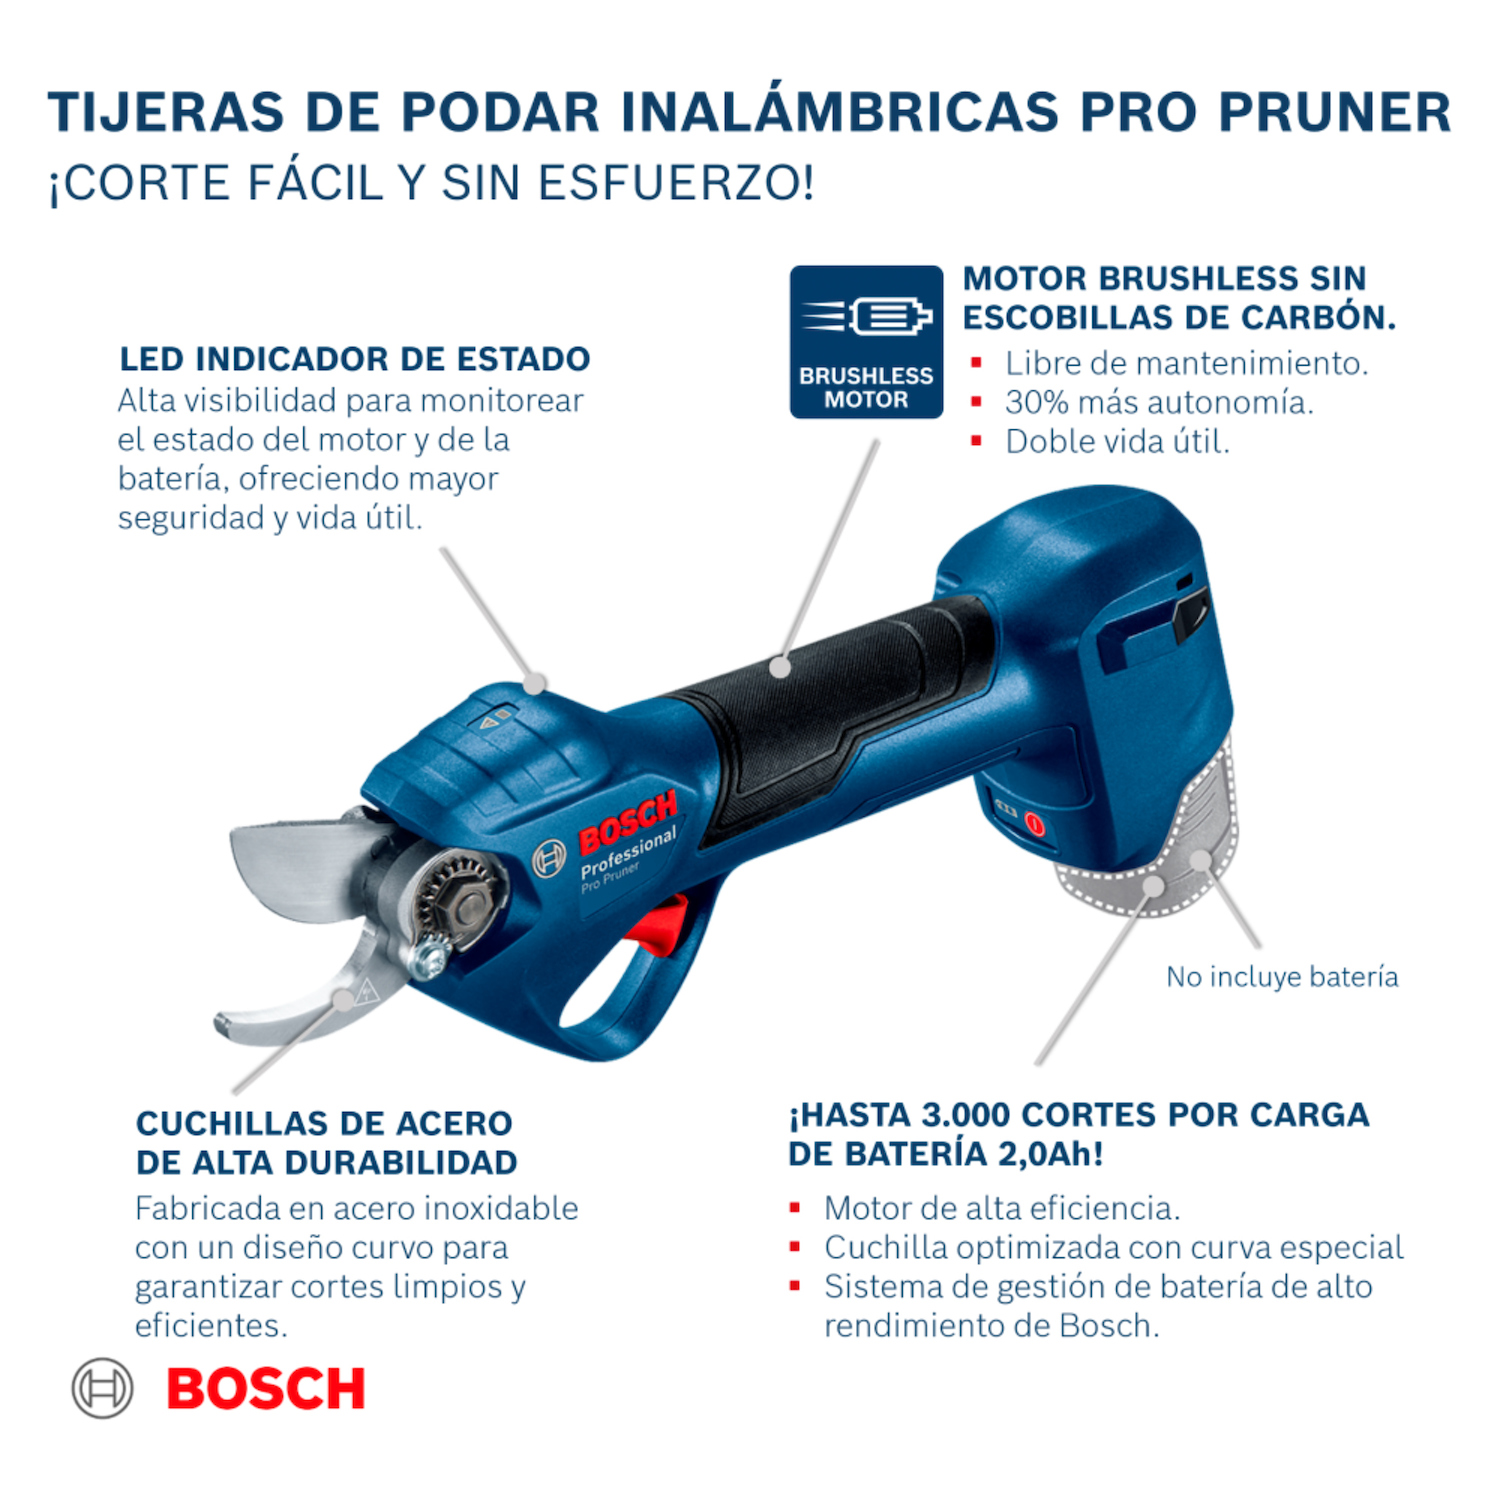 TIJERAS DE PODAR INALÁMBRICAS PRO PRUNER
¡CORTE FÁCIL Y SIN ESFUERZO!
BRUSHLESS
MOTOR
MOTOR BRUSHLESS SIN
ESCOBILLAS DE CARBÓN.
Libre de mantenimiento.
30% más autonomía.
Doble vida útil.
LED INDICADOR DE ESTADO
Alta visibilidad para monitorear
el estado del motor y de la
batería, ofreciendo mayor
seguridad y vida útil.
BOSCH
Professional
Pro Pruner
No incluye batería
CUCHILLAS DE ACERO
DE ALTA DURABILIDAD
Fabricada en acero inoxidable
con un diseño curvo para
garantizar cortes limpios y
eficientes.
¡HASTA 3.000 CORTES POR CARGA
DE BATERÍA 2,0Ah!
Motor de alta eficiencia.
Cuchilla optimizada con curva especial
Sistema de gestión de batería de alto
rendimiento de Bosch.
BOSCH